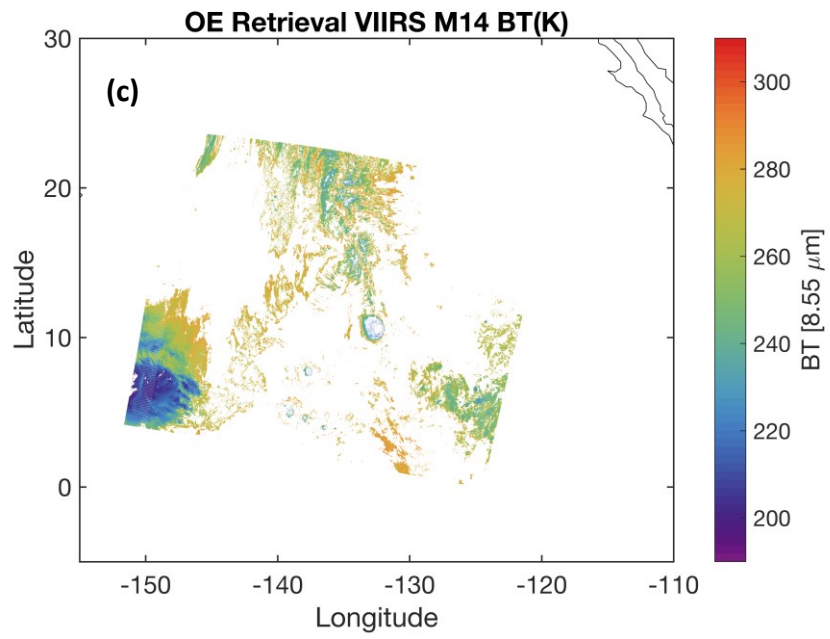 OE Retrieval VIIRS M14 BT(K)
(c)
30
20
10
0
Latitude
-150 -140 -130 -120 -110
Longitude
300
280
260
240
220
200
BT [8.55 μm]